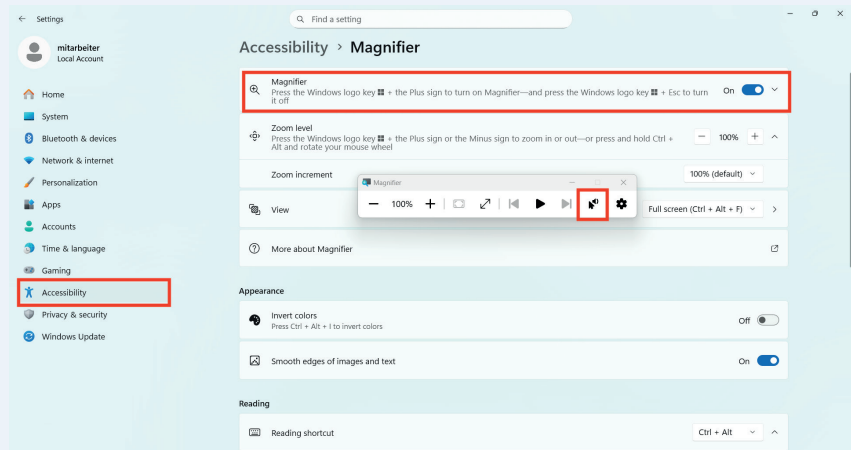 Settings
Find a setting
mitarbeiter
Local Account
Home
System
Bluetooth & devices
Network & internet
Personalization
Apps
Accounts
Time & language
Gaming
Accessibility
Privacy & security
Windows Update
Accessibility > Magnifier
Magnifier
Press the Windows logo key + the Plus sign to turn on Magnifier—and press the Windows logo key + Esc to turn
it off
On
Zoom level
Press the Windows logo key + the Plus sign or the Minus sign to zoom in or out—or press and hold Ctrl +
Alt and rotate your mouse wheel
100%
Zoom increment
100% (default)
Magnifier
100%
View
Full screen (Ctrl + Alt + F)
More about Magnifier
Appearance
Invert colors
Press Ctrl + Alt + I to invert colors
Off
Smooth edges of images and text
On
Reading
Reading shortcut
Ctrl + Alt